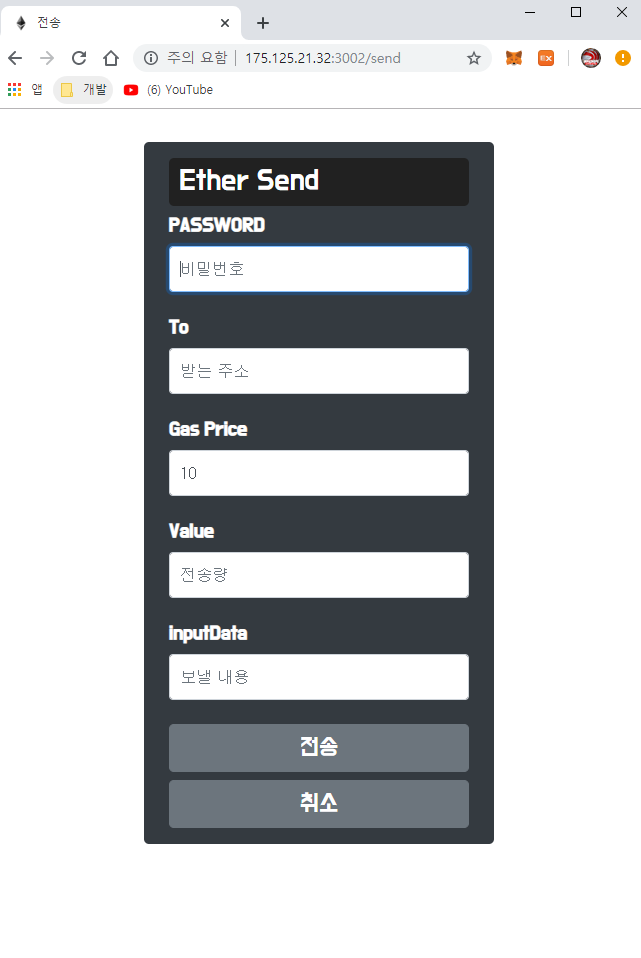 전송
주의 요함
175.125.21.32:3002/send
EX
앱
개발
(6) YouTube
Ether Send
PASSWORD
비밀번호
To
받는 주소
Gas Price
10
Value
전송량
InputData
보낼 내용
전송
취소